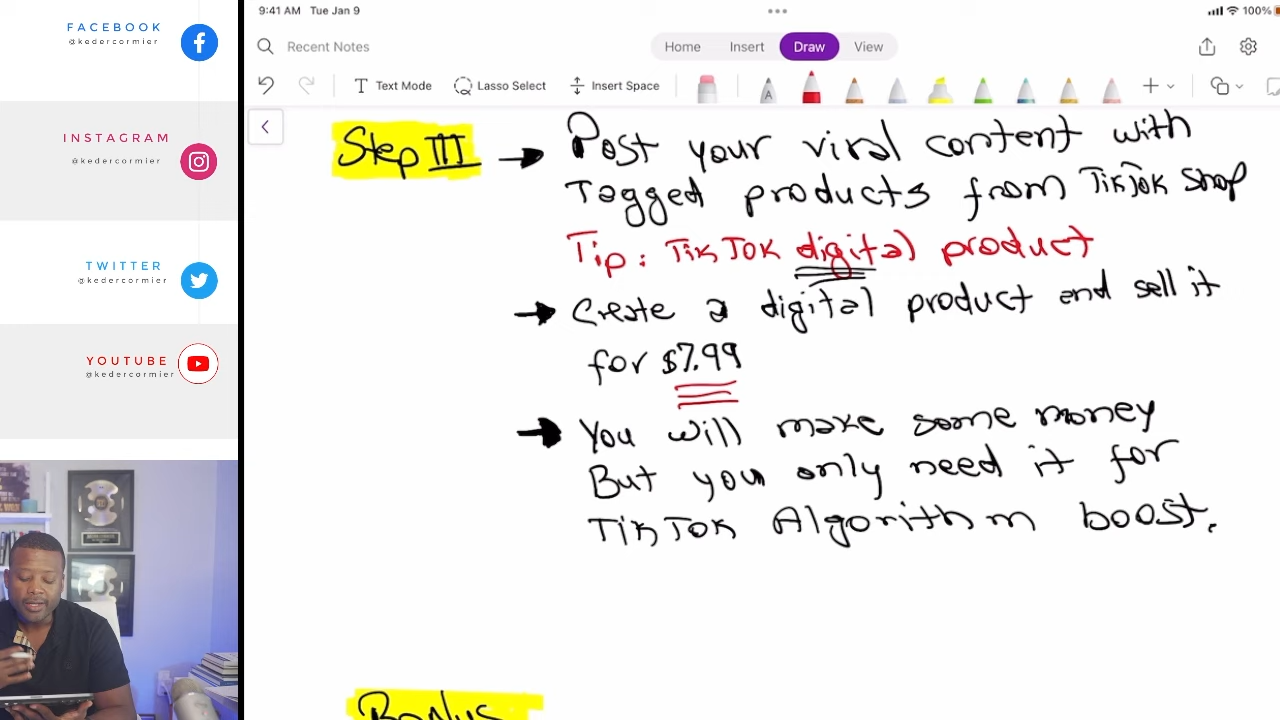 FACEBOOK
@kedercormier
INSTAGRAM
@kedercormier
TWITTER
@kedercormier
YOUTUBE
@kedercormier
9:41 AM Tue Jan 9
100%
Recent Notes
Home Insert Draw View
Text Mode Lasso Select Insert Space
A
Step III → Post your viral content with
Tagged products from TikTok Shop
Tip: TikTok digital product
→ Create a digital product and sell it
for $7.99
→ You will make some money
But you only need it for
TikTok Algorithm boost.
Bonus